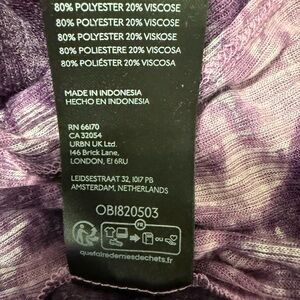 80% POLYESTER 20% VISCOSE
80% POLYESTER 20% VISCOSE
80% POLYESTER 20% VISKOSE
80% POLIESTERE 20% VISCOSA
80% POLIÉSTER 20% VISCOSA
MADE IN INDONESIA
HECHO EN INDONESIA
RN 66170
CA 32054
URBN UK Ltd.
146 Brick Lane,
LONDON, E1 6RU
LEIDSESTRAAT 32, 1017 PB
AMSTERDAM, NETHERLANDS
OB1820503
FR
quefairedemesdechets.fr